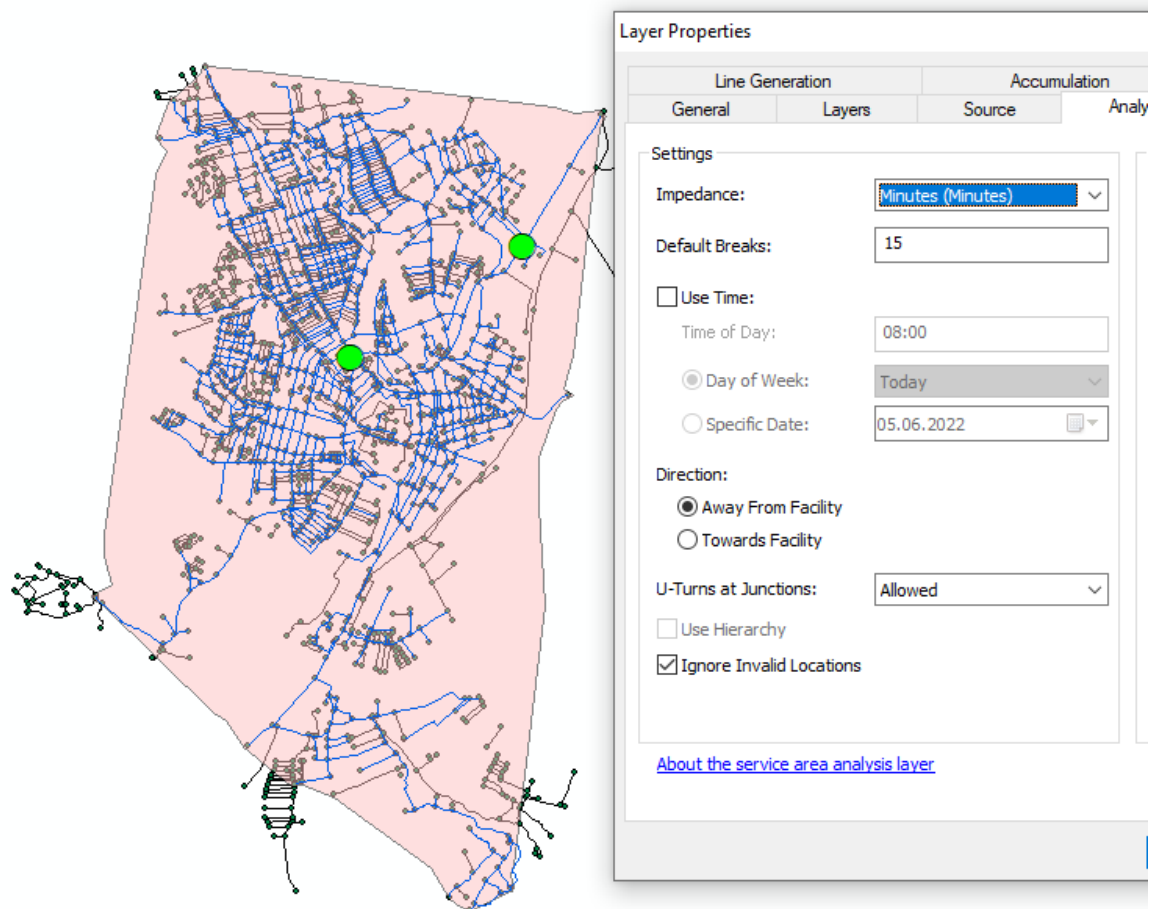 Layer Properties
Line Generation Accumulation
General Layers Source Analy
Settings
Impedance: Minutes (Minutes)
Default Breaks: 15
Use Time:
Time of Day: 08:00
Day of Week: Today
Specific Date: 05.06.2022
Direction:
Away From Facility
Towards Facility
U-Turns at Junctions: Allowed
Use Hierarchy
Ignore Invalid Locations
About the service area analysis layer